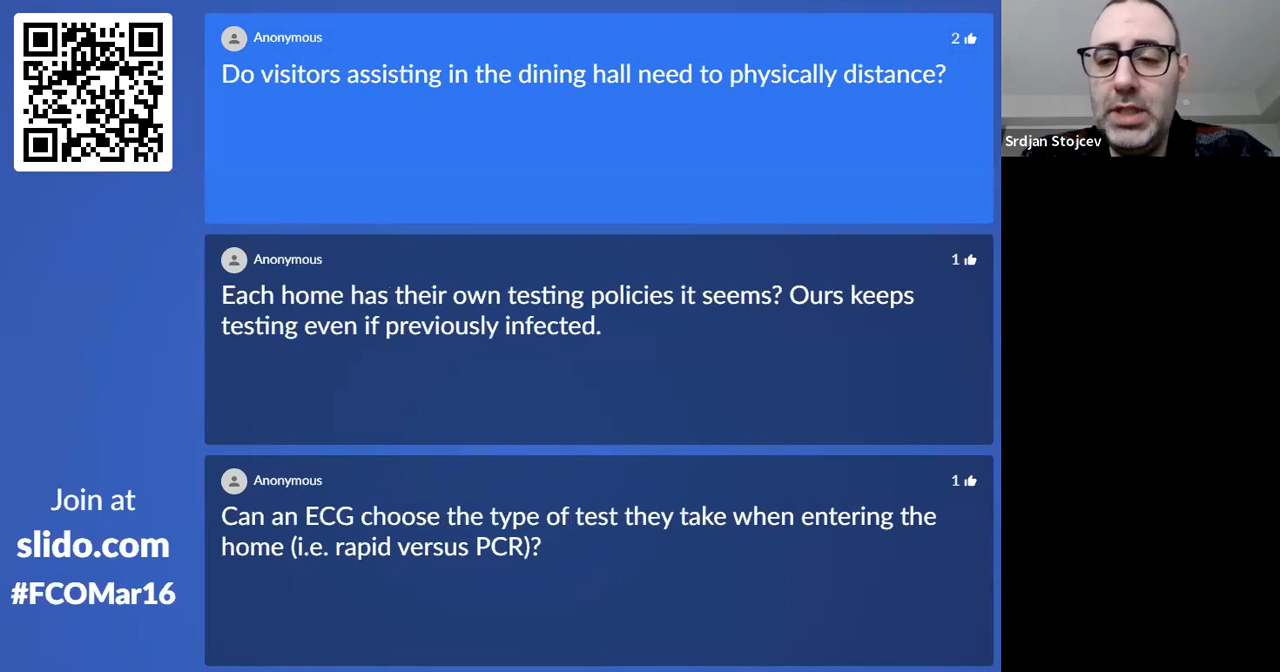 Anonymous
2
Do visitors assisting in the dining hall need to physically distance?
Anonymous
1
Each home has their own testing policies it seems? Ours keeps
testing even if previously infected.
Anonymous
1
Can an ECG choose the type of test they take when entering the
home (i.e. rapid versus PCR)?
Join at
slido.com
#FCOMar16
Srdjan Stojcev